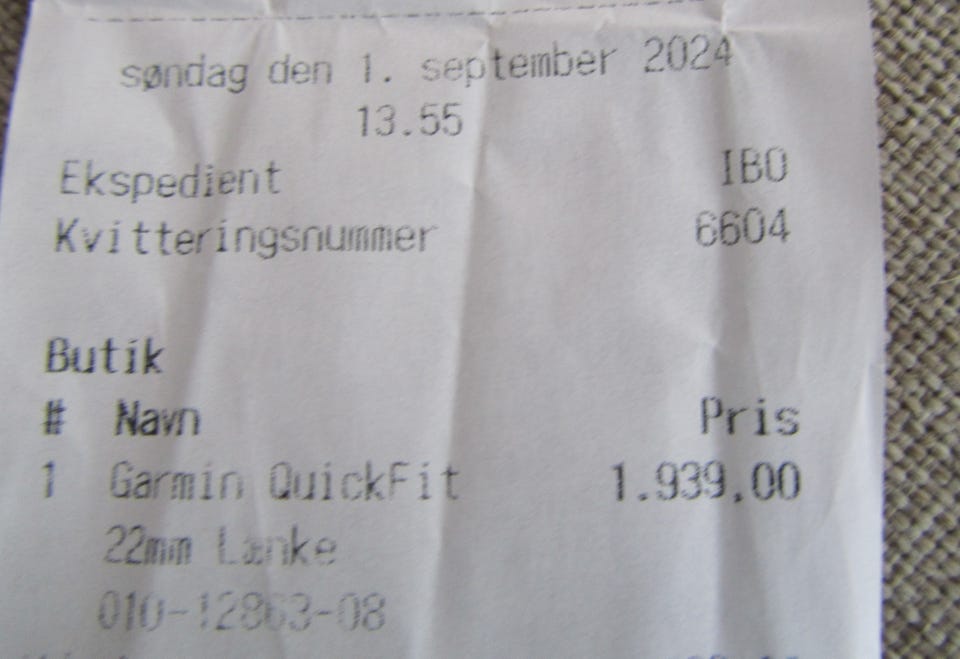 søndag den 1. september 2024
13.55
Ekspedient IBO
Kvitteringsnummer 6604
Butik
# Navn Pris
1 Garmin QuickFit 1.939,00
22mm Lænke
010-12863-08